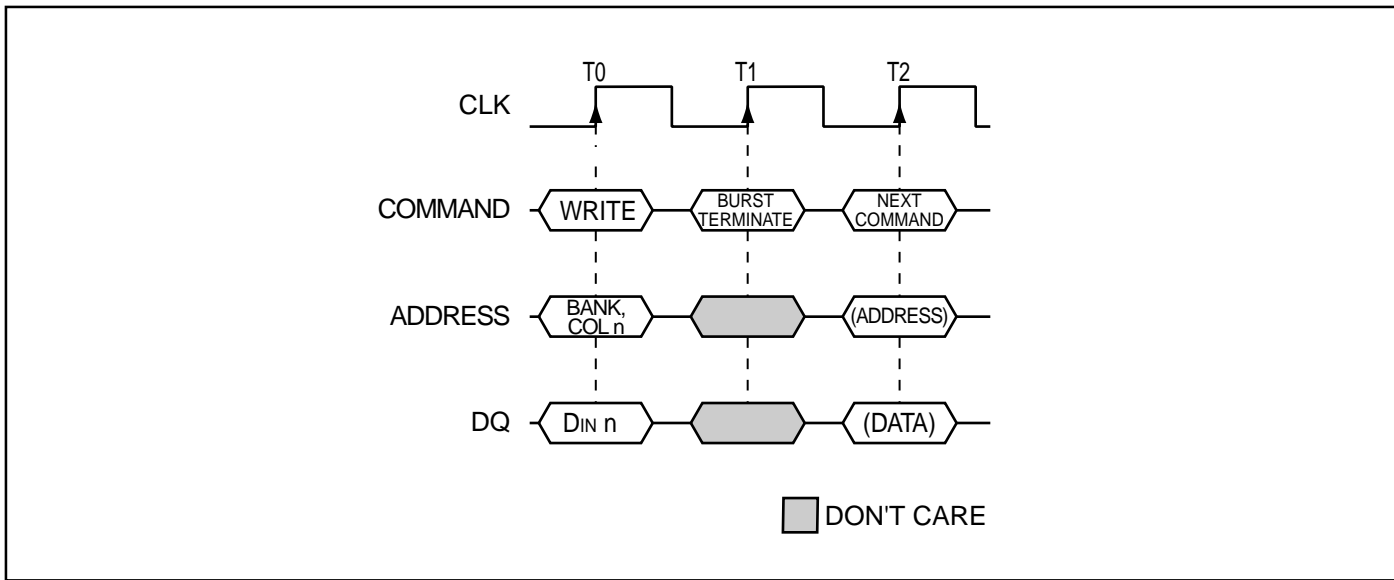 T0 T1 T2
CLK
COMMAND WRITE BURST TERMINATE NEXT COMMAND
ADDRESS BANK, COL n (ADDRESS)
DQ DIN n (DATA)
DON'T CARE